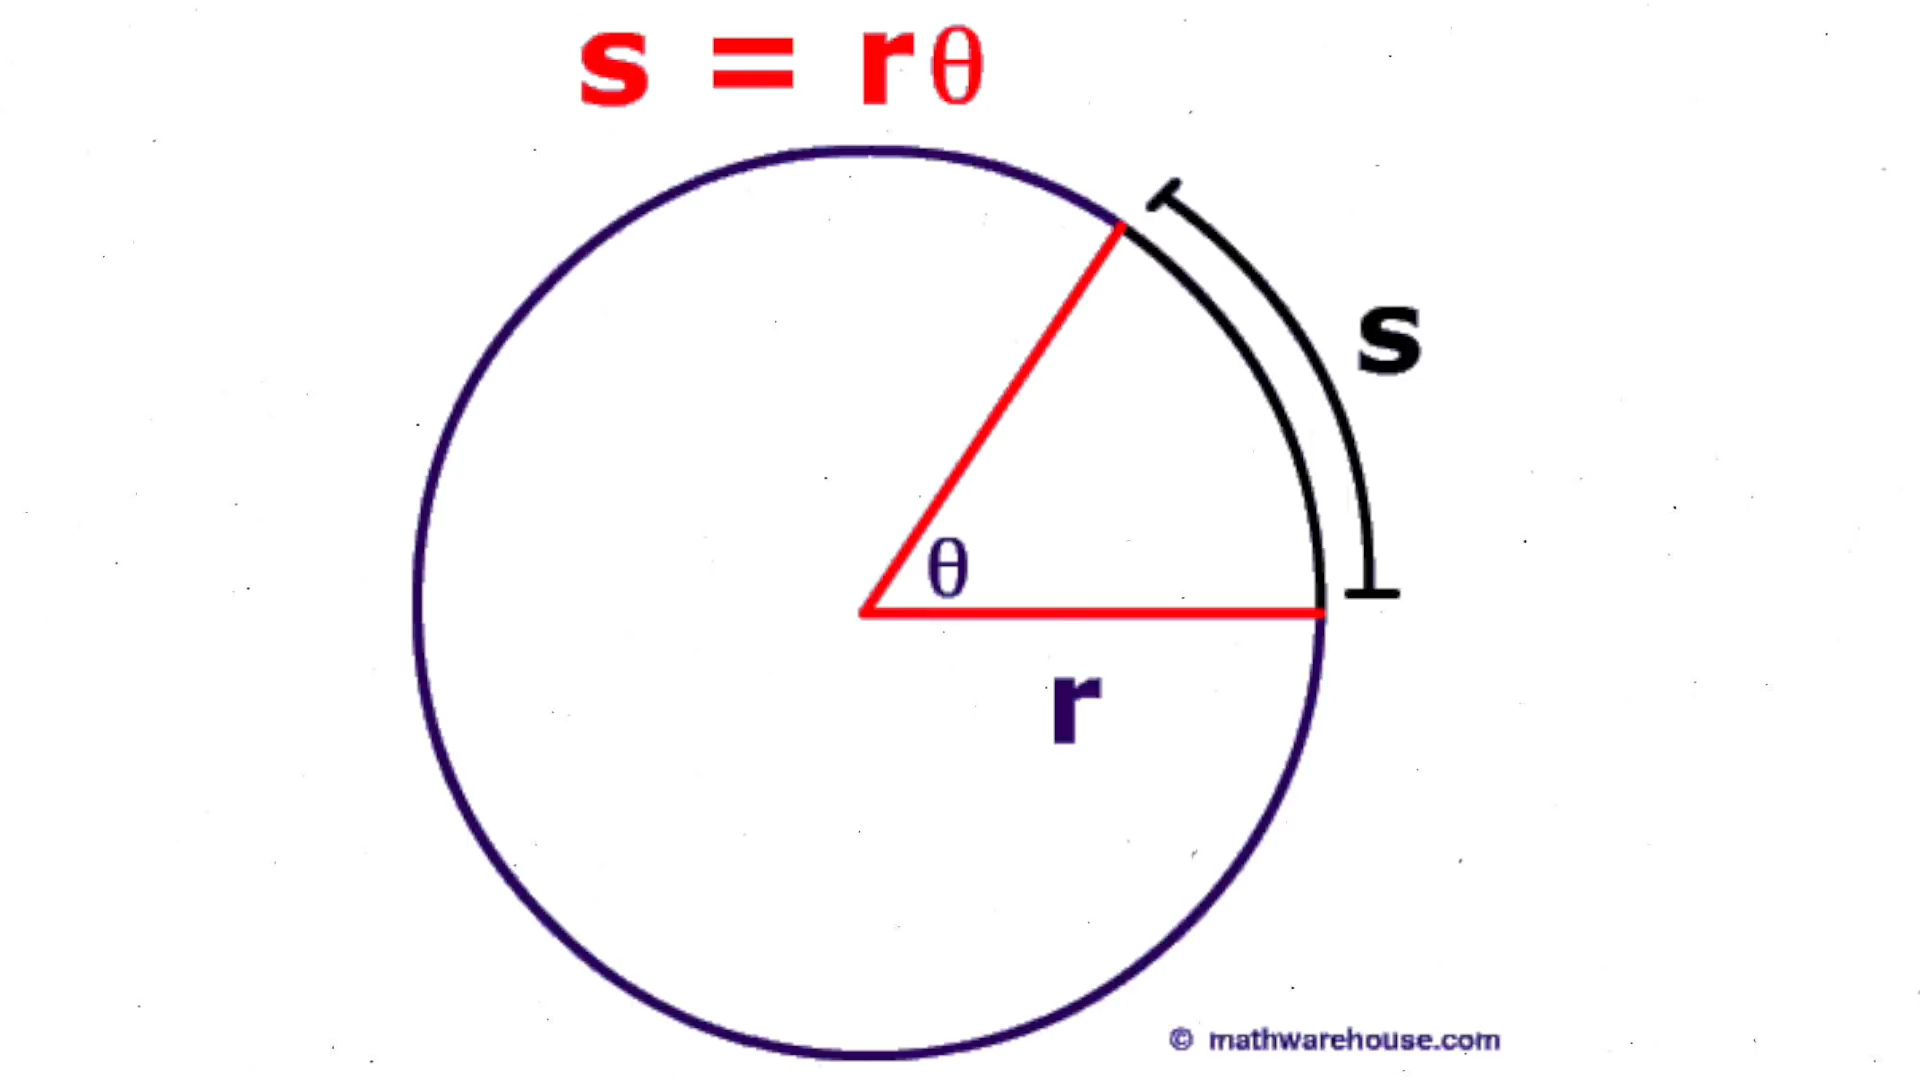 s = rθ
s
θ
r
© mathwarehouse.com